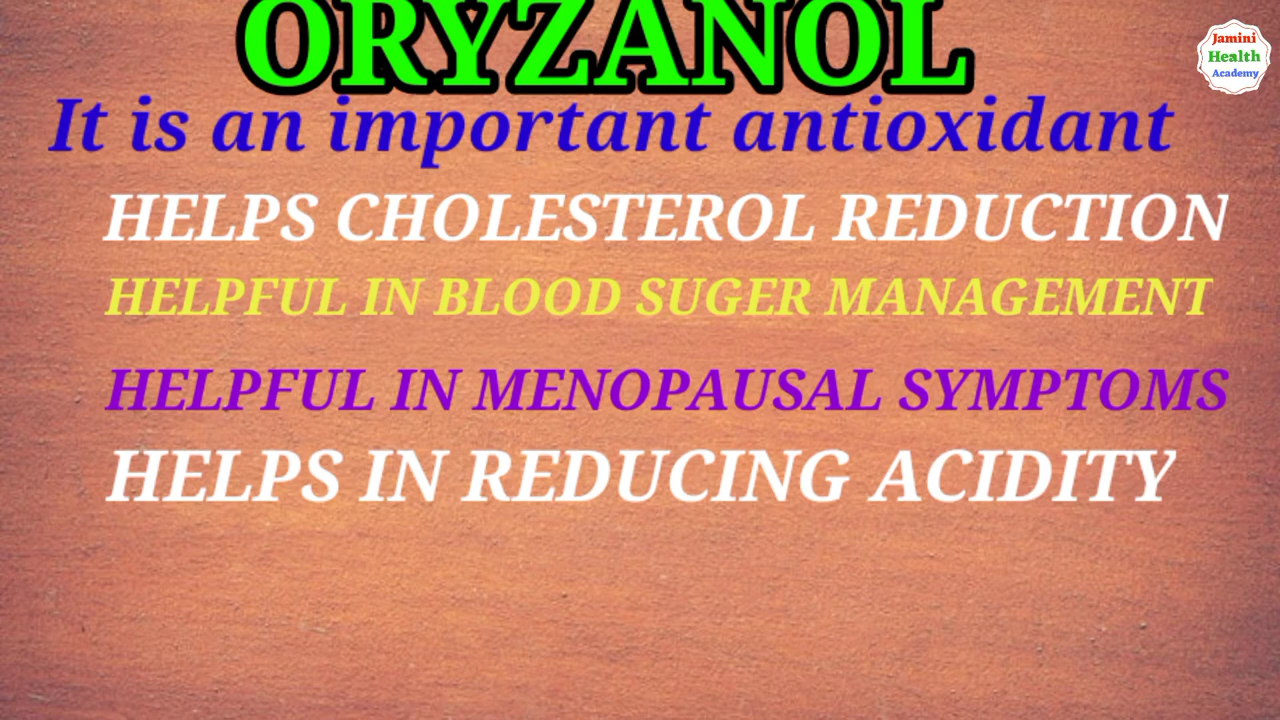 ORYZANOL
Jamini
Health
Academy
It is an important antioxidant
HELPS CHOLESTEROL REDUCTION
HELPFUL IN BLOOD SUGER MANAGEMENT
HELPFUL IN MENOPAUSAL SYMPTOMS
HELPS IN REDUCING ACIDITY